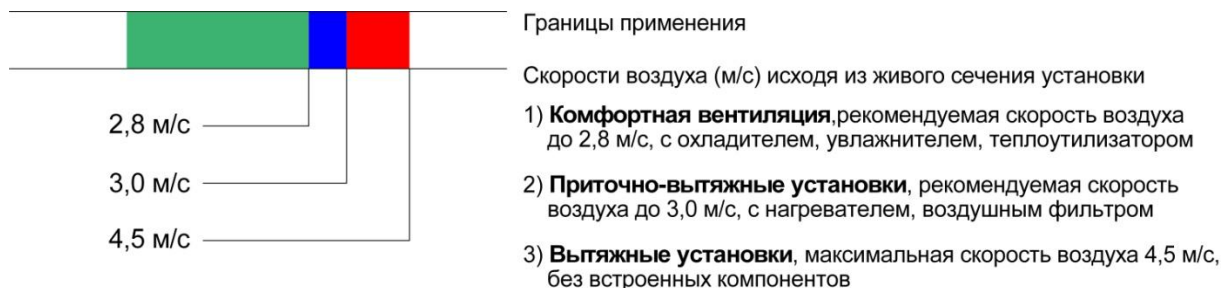 2,8 м/с
3,0 м/с
4,5 м/с
Границы применения
Скорости воздуха (м/с) исходя из живого сечения установки
1) Комфортная вентиляция,рекомендуемая скорость воздуха
до 2,8 м/с, с охладителем, увлажнителем, теплоутилизатором
2) Приточно-вытяжные установки, рекомендуемая скорость
воздуха до 3,0 м/с, с нагревателем, воздушным фильтром
3) Вытяжные установки, максимальная скорость воздуха 4,5 м/с,
без встроенных компонентов